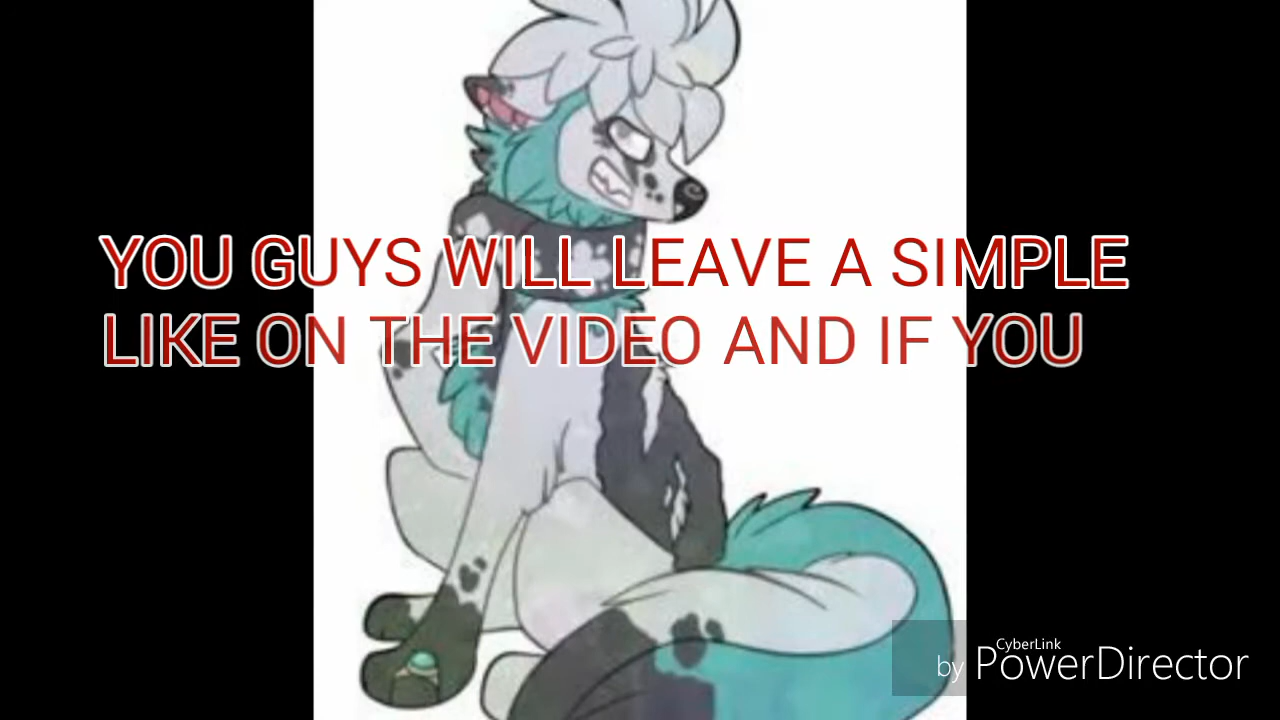 YOU GUYS WILL LEAVE A SIMPLE
LIKE ON THE VIDEO AND IF YOU
CyberLink
by PowerDirector